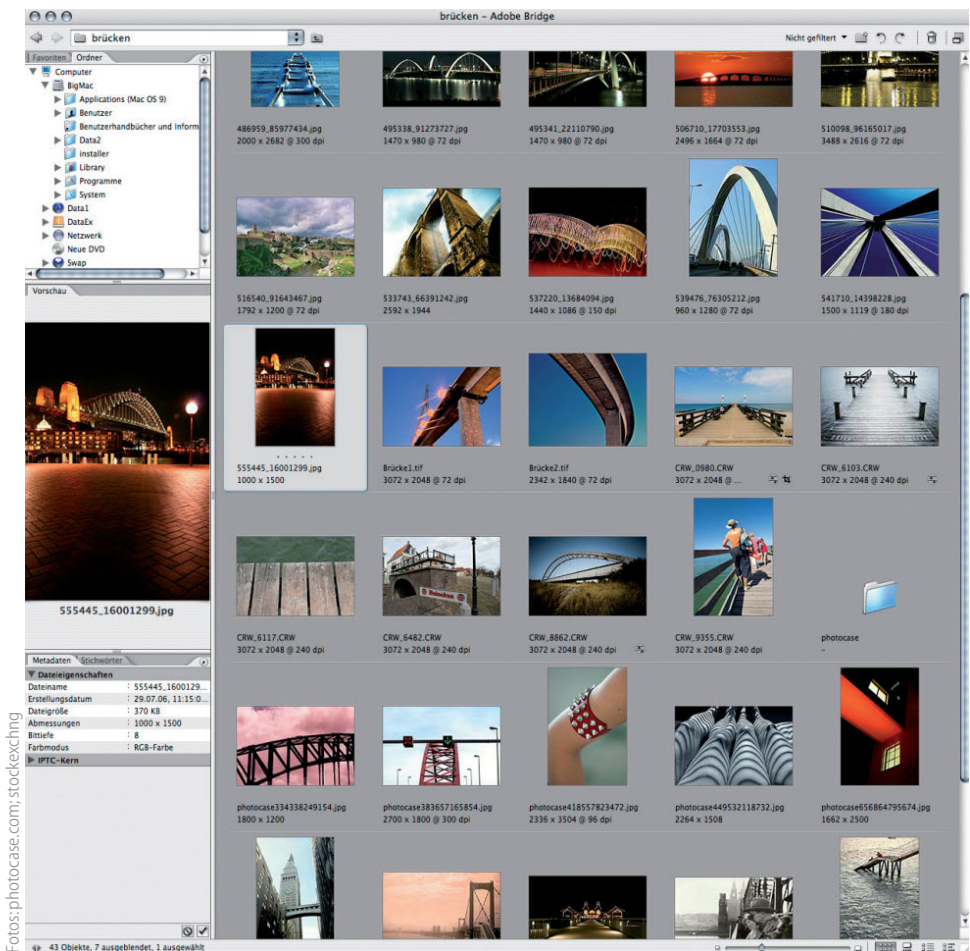 brücken – Adobe Bridge
brücken
Nicht gefiltert
Favoriten Ordner
Computer
BigMac
Applications (Mac OS 9)
Benutzer
Benutzerhandbücher und Inform
Data2
installer
Library
Programme
System
Data1
DataEx
Netzwerk
Neue DVD
Swap
Vorschau
555445_16001299.jpg
Metadaten Stichwörter
Dateieigenschaften
Dateiname : 555445_1600129...
Erstellungsdatum : 29.07.06, 11:15:0...
Dateigröße : 370 KB
Abmessungen : 1000 x 1500
Bittiefe : 8
Farbmodus : RGB-Farbe
IPTC-Kern
486959_85977434.jpg
2000 x 2682 @ 300 dpi
495338_91273727.jpg
1470 x 980 @ 72 dpi
495341_22110790.jpg
1470 x 980 @ 72 dpi
506710_17703553.jpg
2496 x 1664 @ 72 dpi
510098_96165017.jpg
3488 x 2616 @ 72 dpi
516540_91643467.jpg
1792 x 1200 @ 72 dpi
533743_66391242.jpg
2592 x 1944
537220_13684094.jpg
1440 x 1086 @ 150 dpi
539476_76305212.jpg
960 x 1280 @ 72 dpi
541710_14398228.jpg
1500 x 1119 @ 180 dpi
555445_16001299.jpg
1000 x 1500
Brücke1.tif
3072 x 2048 @ 72 dpi
Brücke2.tif
2342 x 1840 @ 72 dpi
CRW_0980.CRW
3072 x 2048 @ ...
CRW_6103.CRW
3072 x 2048 @ 240 dpi
Heineken
CRW_6117.CRW
3072 x 2048 @ 240 dpi
CRW_6482.CRW
3072 x 2048 @ 240 dpi
CRW_8862.CRW
3072 x 2048 @ 240 dpi
CRW_9355.CRW
3072 x 2048 @ 240 dpi
photocase
–
photocase334338249154.jpg
1800 x 1200
photocase383657165854.jpg
2700 x 1800 @ 300 dpi
photocase418557823472.jpg
2336 x 3504 @ 96 dpi
photocase449532118732.jpg
2264 x 1508
photocase656864795674.jpg
1662 x 2500
43 Objekte, 7 ausgeblendet, 1 ausgewählt
Fotos: photocase.com; stockexchng